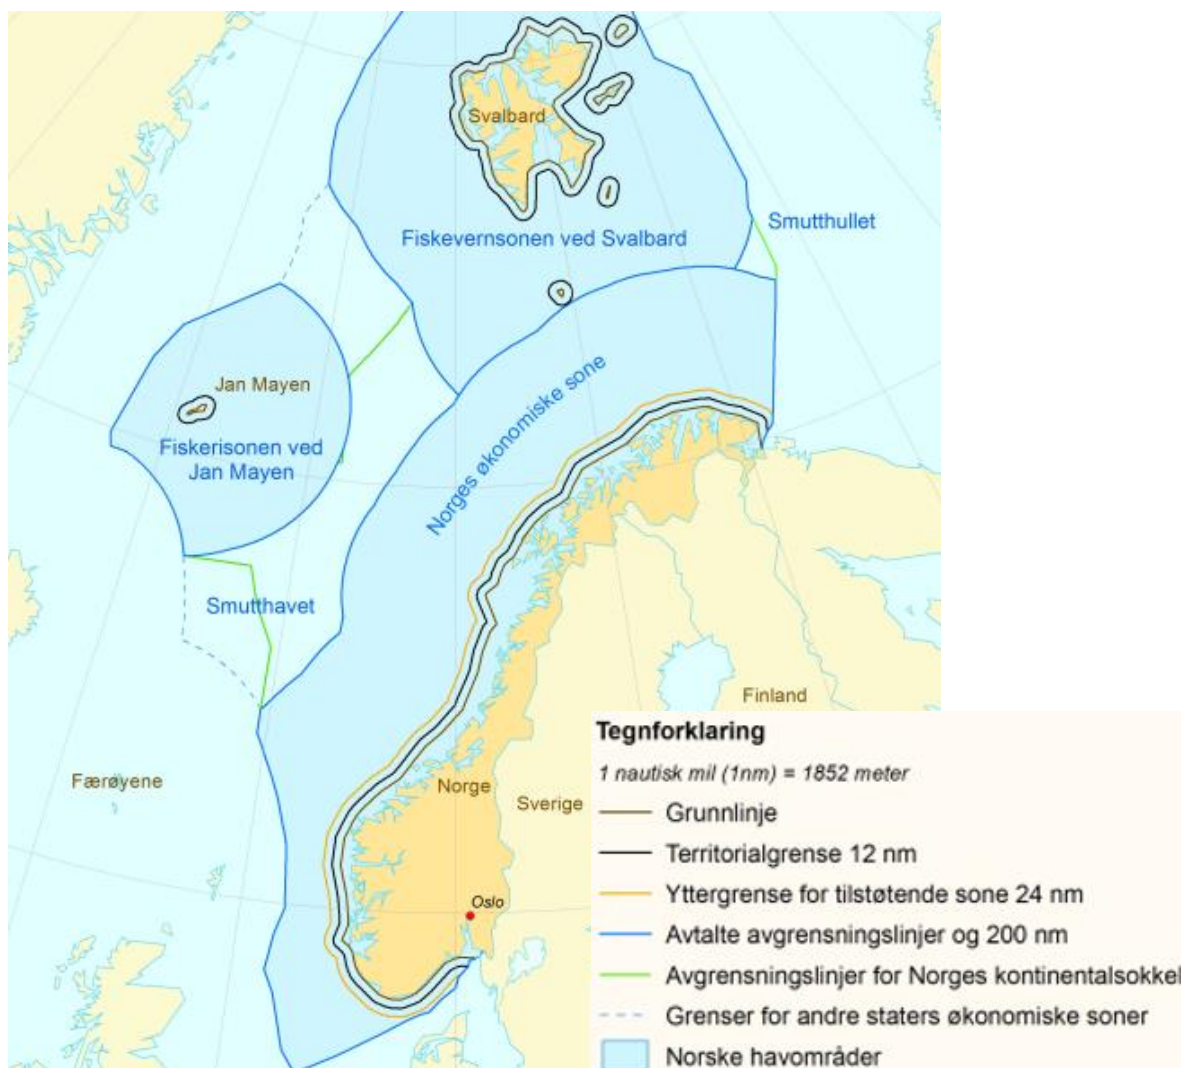 Svalbard
Smutthullet
Fiskevernsonen ved Svalbard
Jan Mayen
Fiskerisonen ved
Jan Mayen
Norges økonomiske sone
Smutthavet
Finland
Færøyene
Norge
Sverige
Oslo
Tegnforklaring
1 nautisk mil (1nm) = 1852 meter
Grunnlinje
Territorialgrense 12 nm
Yttergrense for tilstøtende sone 24 nm
Avtalte avgrensningslinjer og 200 nm
Avgrensningslinjer for Norges kontinentalsokkel
Grenser for andre staters økonomiske soner
Norske havområder